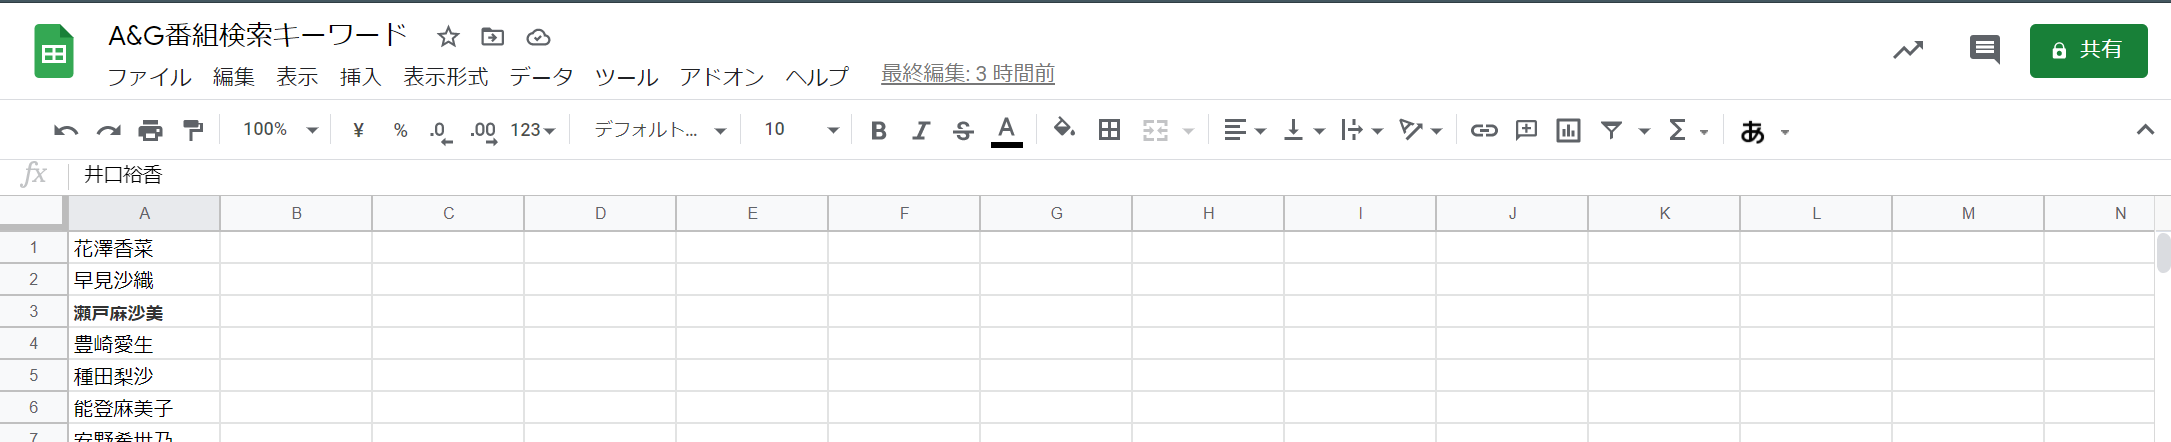 A&G番組検索キーワード
ファイル 編集 表示 挿入 表示形式 データ ツール アドオン ヘルプ 最終編集: 3 時間前
共有
100% ¥ % .0 .00 123 デフォルト... 10 B I S A Σ あ
fx 井口裕香
A B C D E F G H I J K L M N
1 花澤香菜
2 早見沙織
3 瀬戸麻沙美
4 豊崎愛生
5 種田梨沙
6 能登麻美子
7 安野希世乃